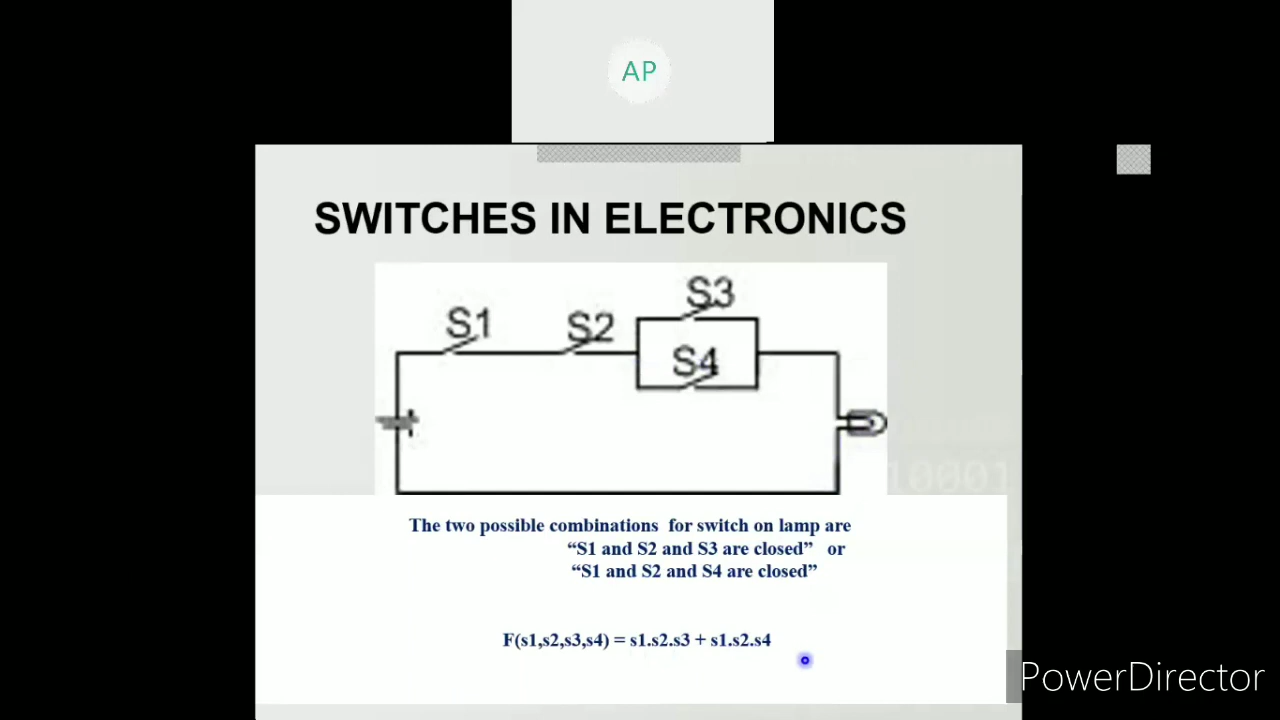 AP
SWITCHES IN ELECTRONICS
S3
S1
S2
S4
10001
The two possible combinations for switch on lamp are
“S1 and S2 and S3 are closed” or
“S1 and S2 and S4 are closed”
F(s1,s2,s3,s4) = s1.s2.s3 + s1.s2.s4
PowerDirector